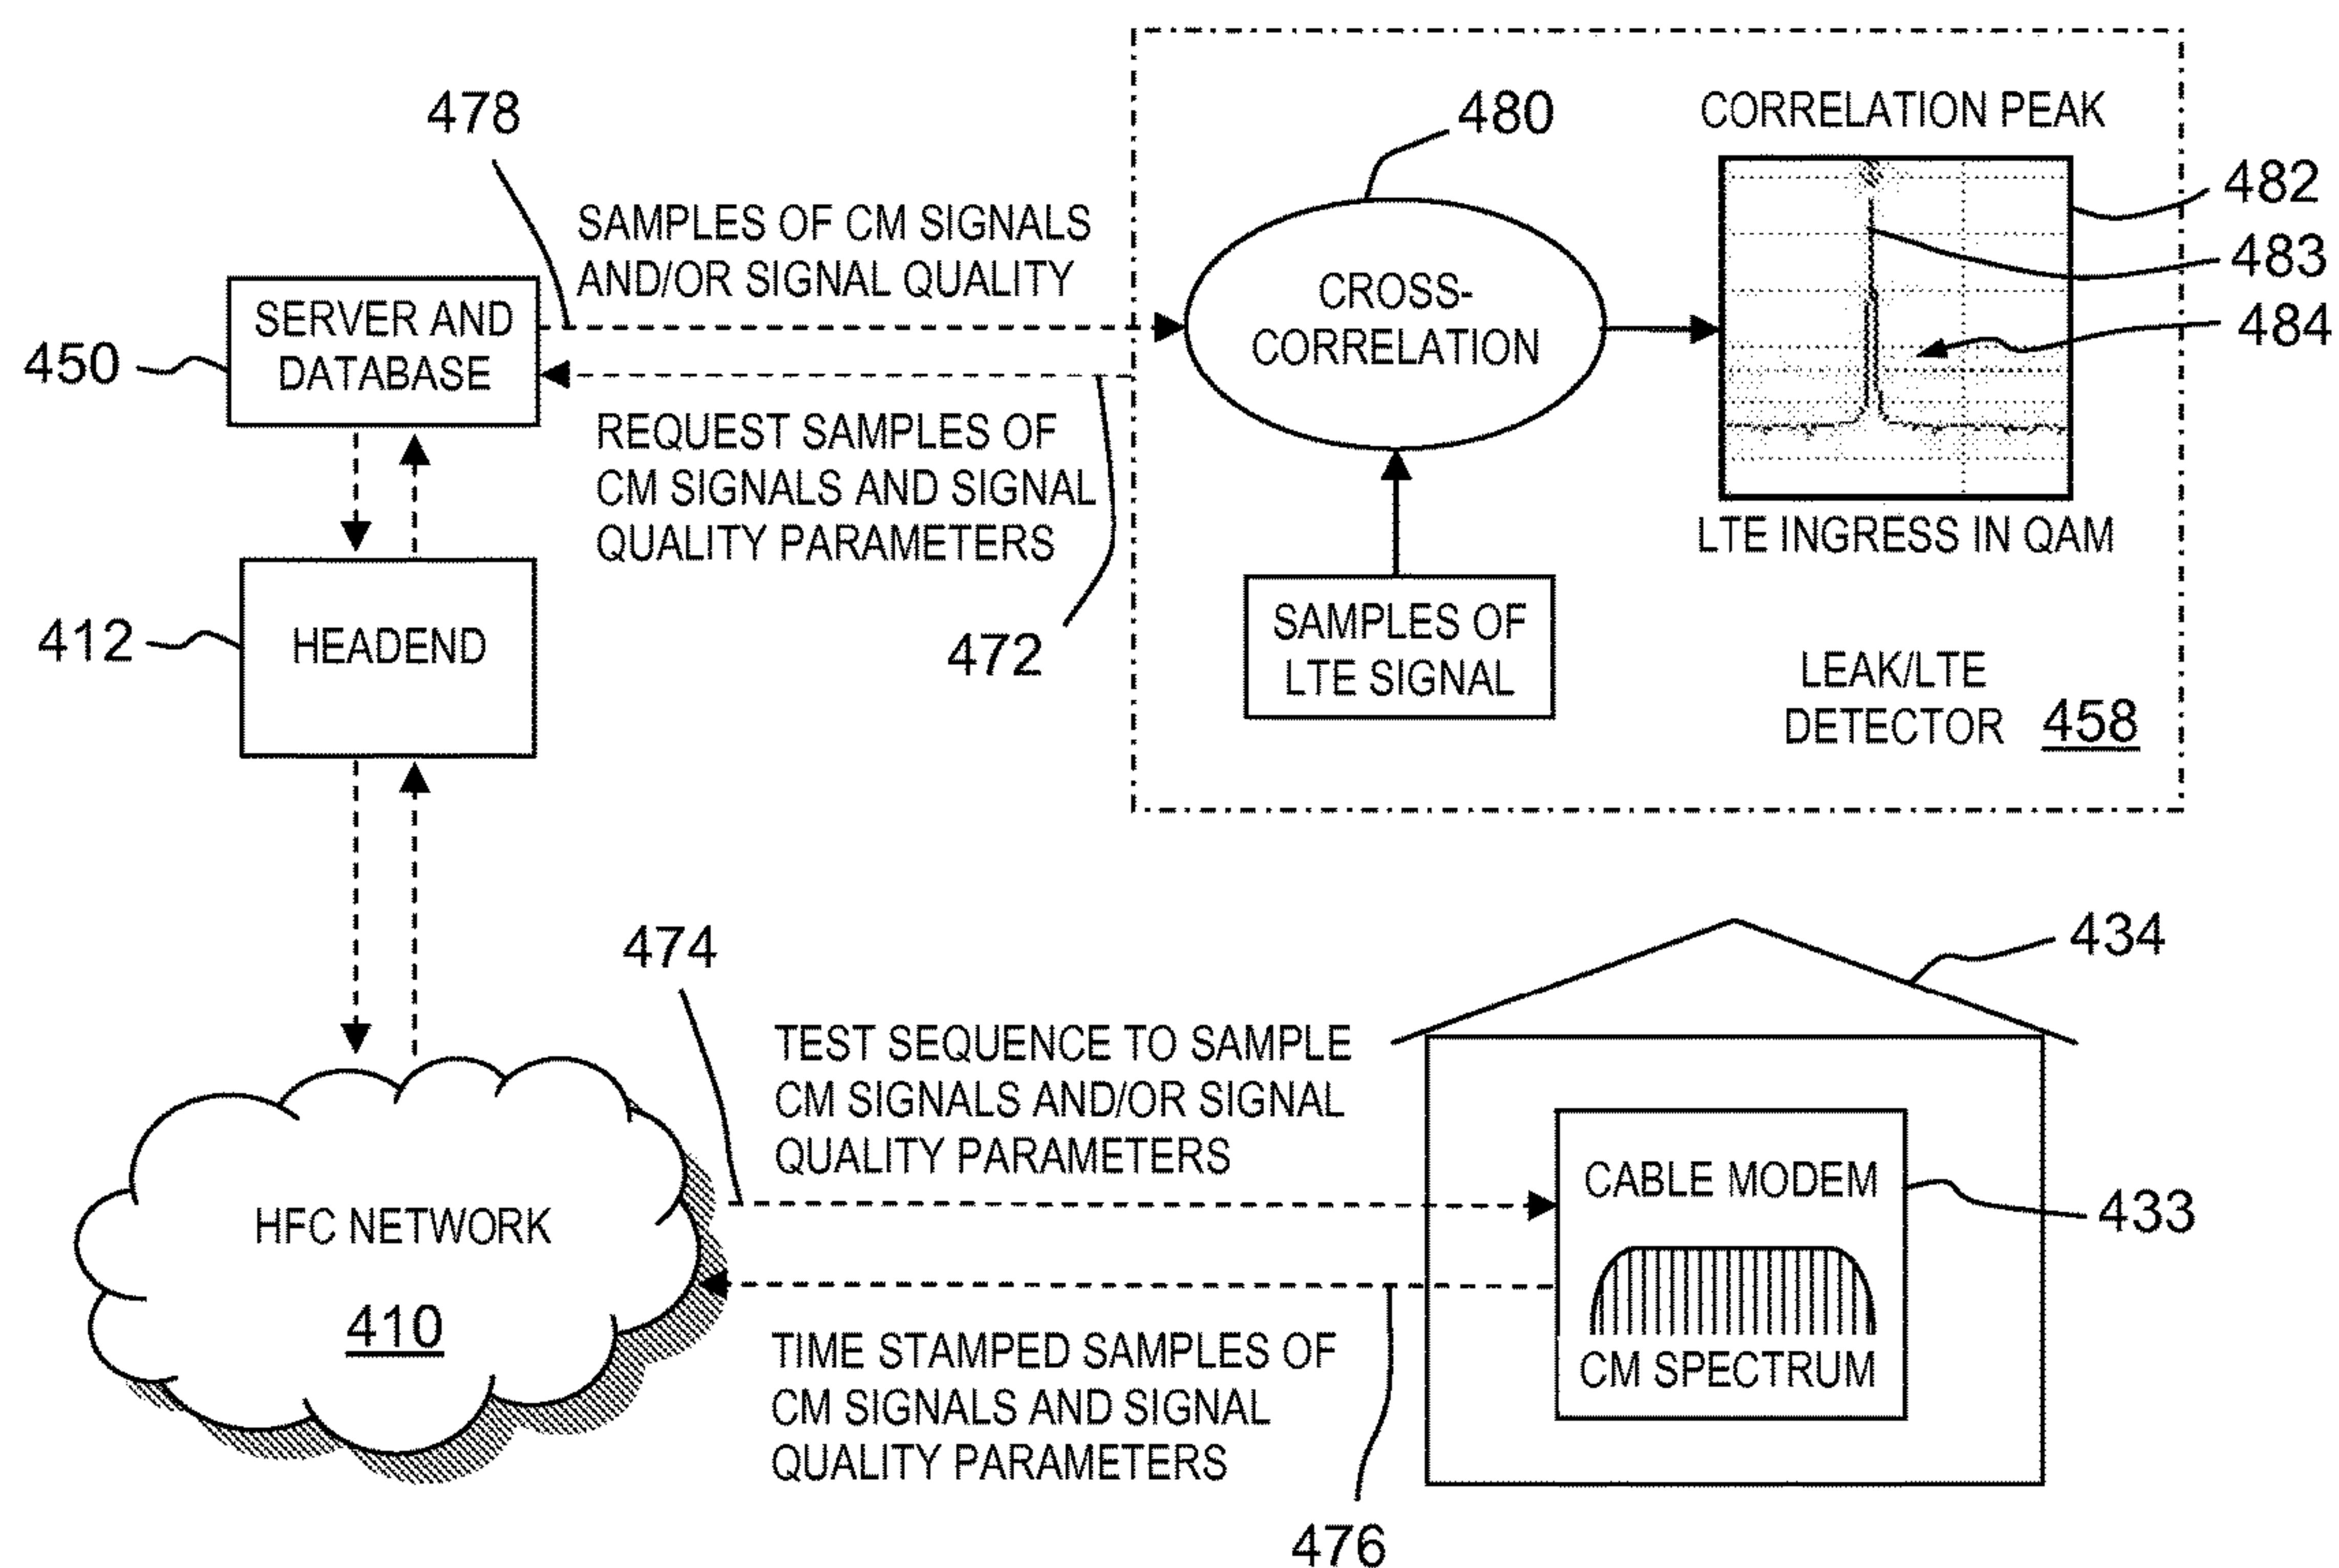 478
480
CORRELATION PEAK
482
483
484
SAMPLES OF CM SIGNALS
AND/OR SIGNAL QUALITY
SERVER AND
DATABASE
450
CROSS-
CORRELATION
REQUEST SAMPLES OF
CM SIGNALS AND SIGNAL
QUALITY PARAMETERS
LTE INGRESS IN QAM
412
HEADEND
472
SAMPLES OF
LTE SIGNAL
LEAK/LTE
DETECTOR 458
474
434
TEST SEQUENCE TO SAMPLE
CM SIGNALS AND/OR SIGNAL
QUALITY PARAMETERS
CABLE MODEM
433
HFC NETWORK
410
TIME STAMPED SAMPLES OF
CM SIGNALS AND SIGNAL
QUALITY PARAMETERS
CM SPECTRUM
476